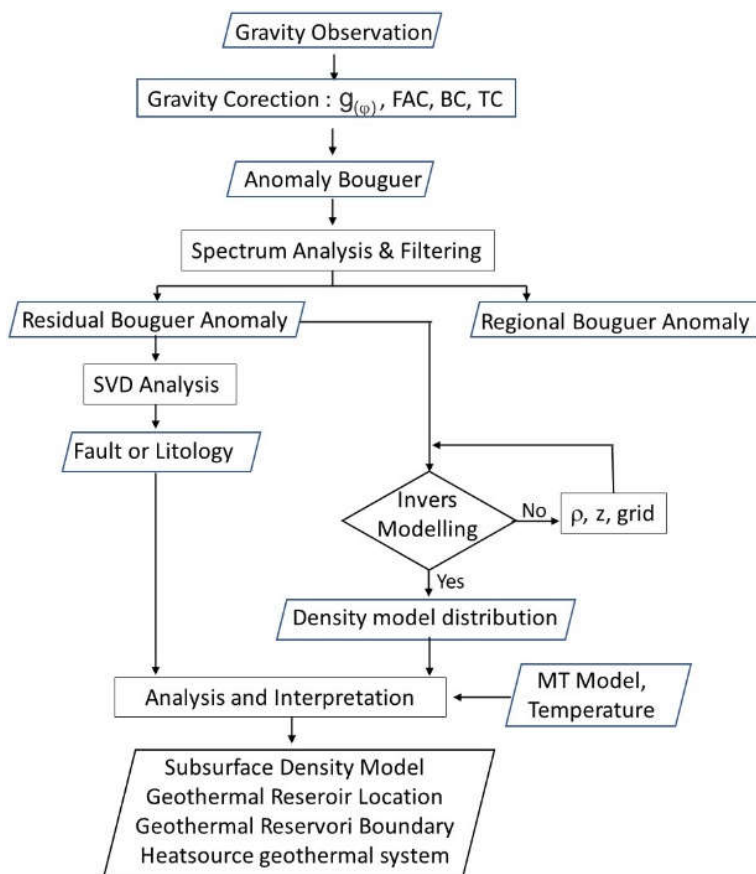 Gravity Observation
Gravity Corection : g(φ), FAC, BC, TC
Anomaly Bouguer
Spectrum Analysis & Filtering
Residual Bouguer Anomaly
Regional Bouguer Anomaly
SVD Analysis
Fault or Litology
Invers
Modelling
No
ρ, z, grid
Yes
Density model distribution
Analysis and Interpretation
MT Model,
Temperature
Subsurface Density Model
Geothermal Reseroir Location
Geothermal Reservori Boundary
Heatsource geothermal system